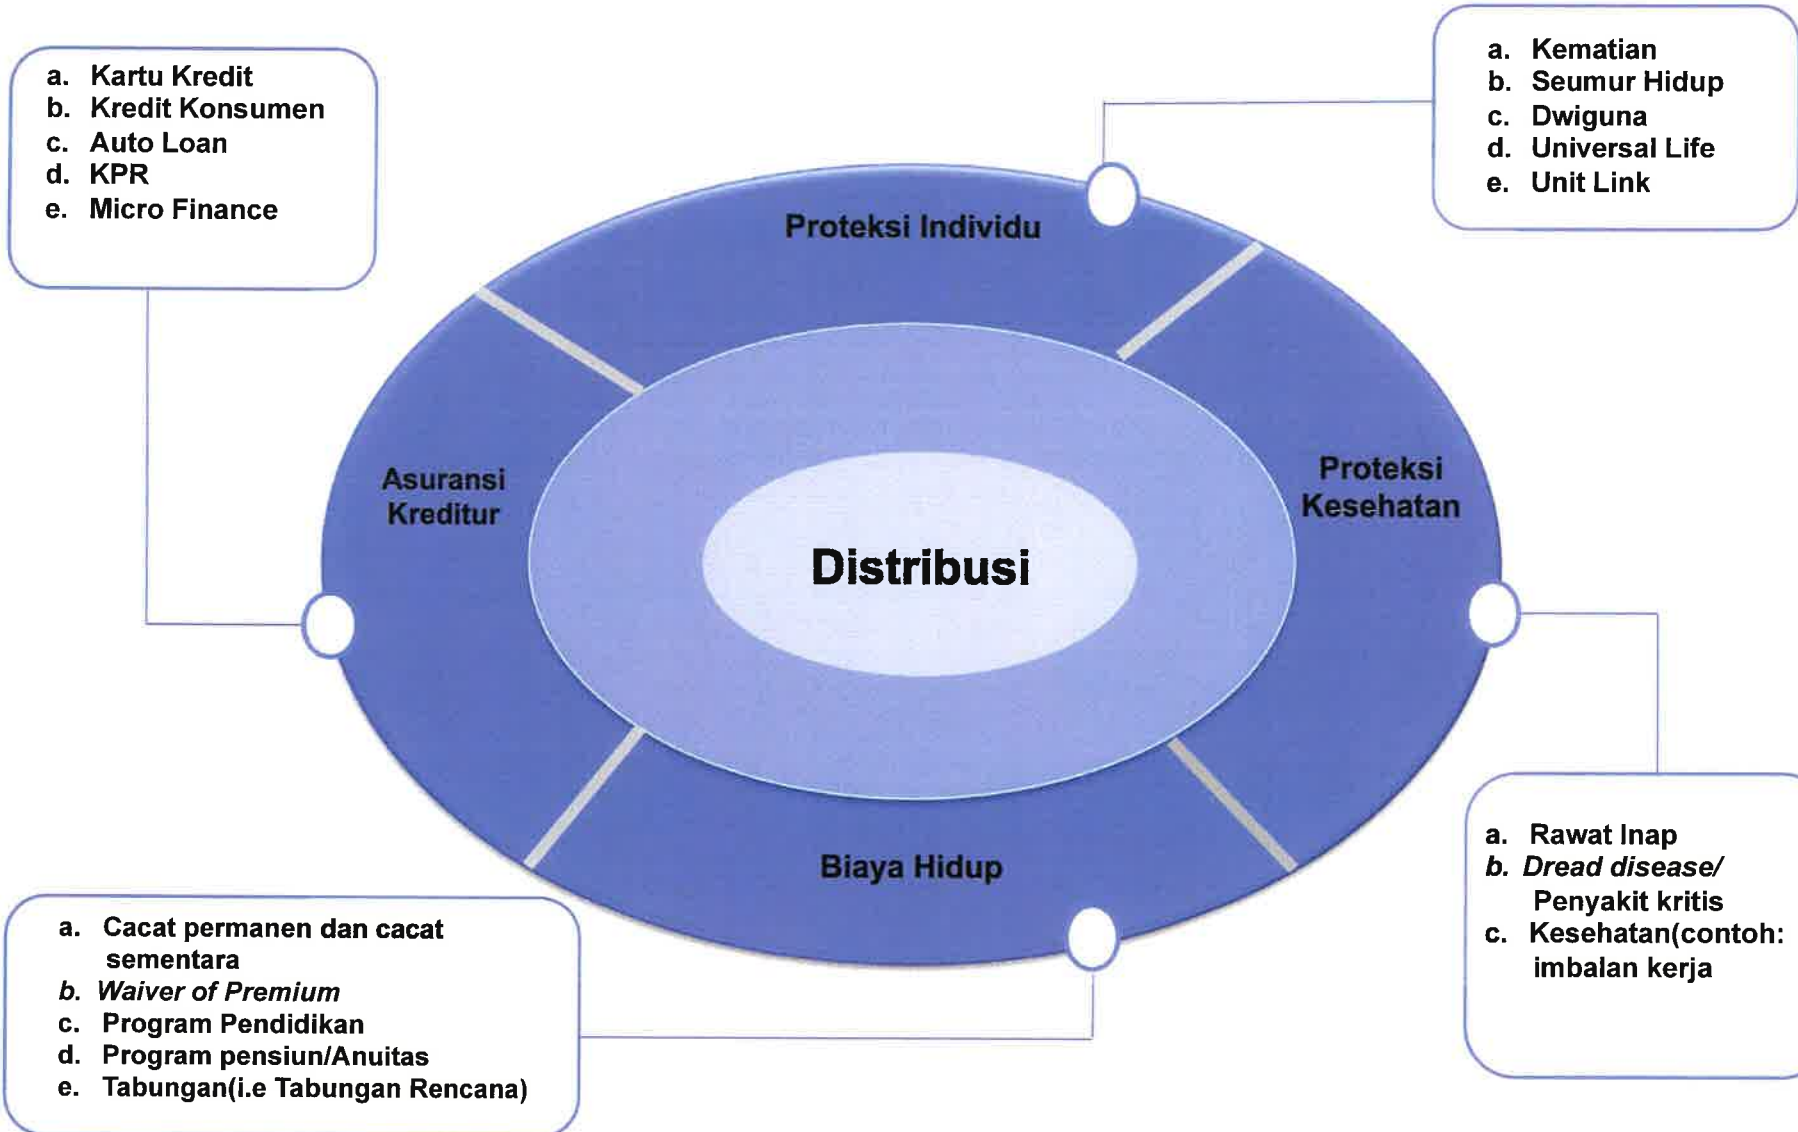 a. Kartu Kredit
b. Kredit Konsumen
c. Auto Loan
d. KPR
e. Micro Finance
a. Kematian
b. Seumur Hidup
c. Dwiguna
d. Universal Life
e. Unit Link
Proteksi Individu
Asuransi
Kreditur
Proteksi
Kesehatan
Distribusi
Biaya Hidup
a. Cacat permanen dan cacat
sementara
b. Waiver of Premium
c. Program Pendidikan
d. Program pensiun/Anuitas
e. Tabungan(i.e Tabungan Rencana)
a. Rawat Inap
b. Dread disease/
Penyakit kritis
c. Kesehatan(contoh:
imbalan kerja